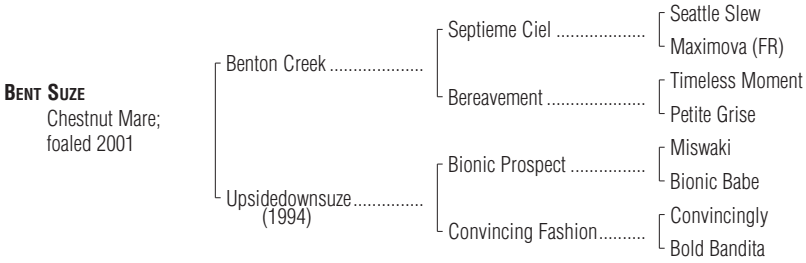 Seattle Slew
Septieme Ciel ...................
Maximova (FR)
Benton Creek ....................
Timeless Moment
Bereavement .....................
Petite Grise
BENT SUZE
Chestnut Mare;
foaled 2001
Miswaki
Bionic Prospect ................
Bionic Babe
Upsidedownsuze...............
(1994)
Convincingly
Convincing Fashion..........
Bold Bandita